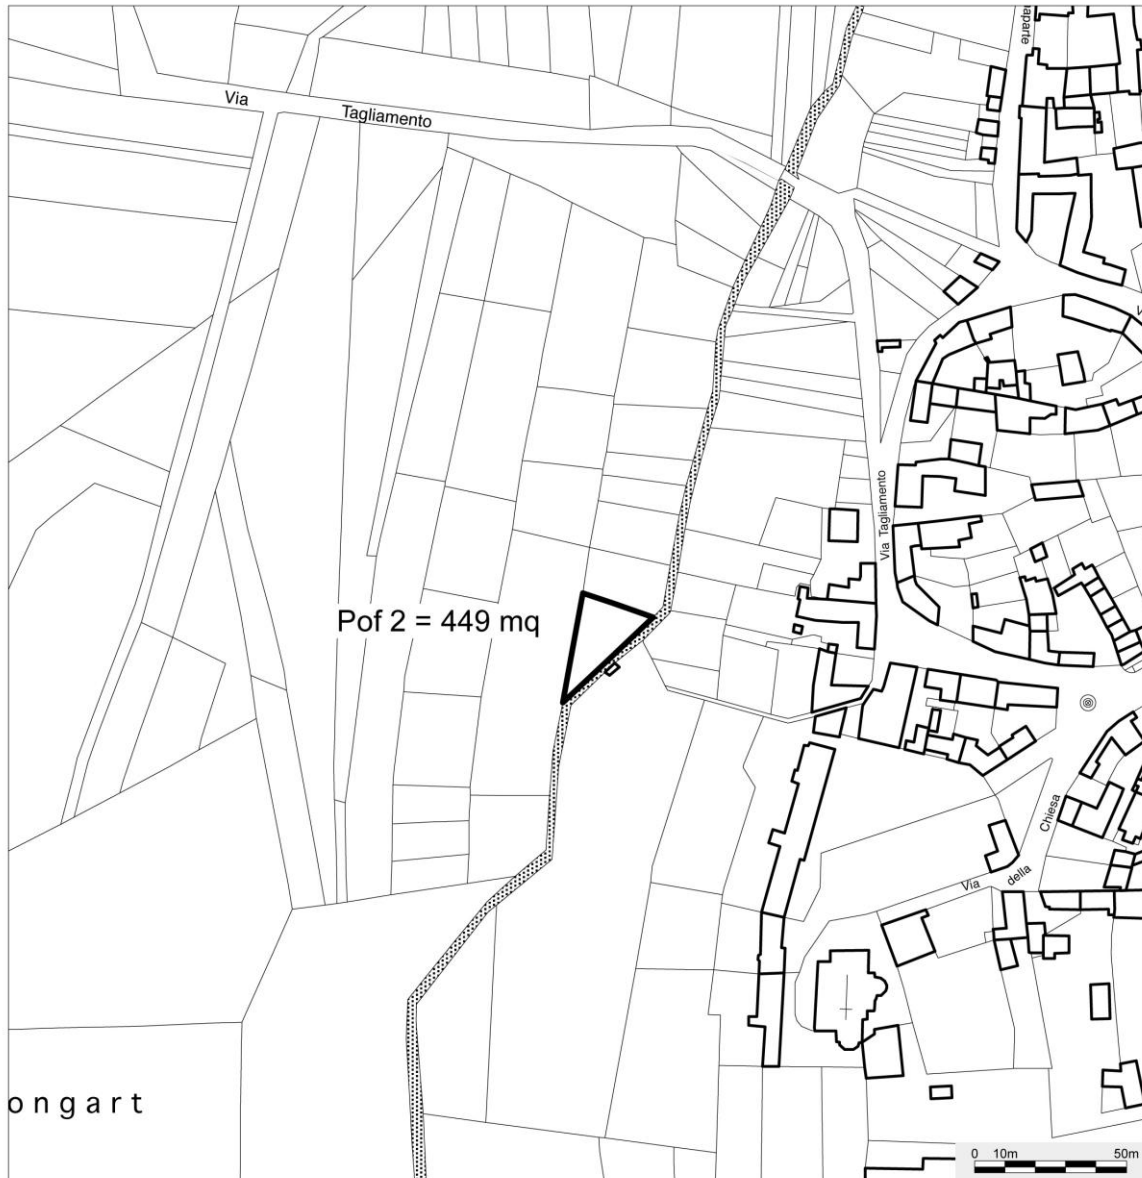 Via
Tagliamento
Via Tagliamento
Pof 2 = 449 mq
Chiesa
della
Via
ongart
0 10m 50m